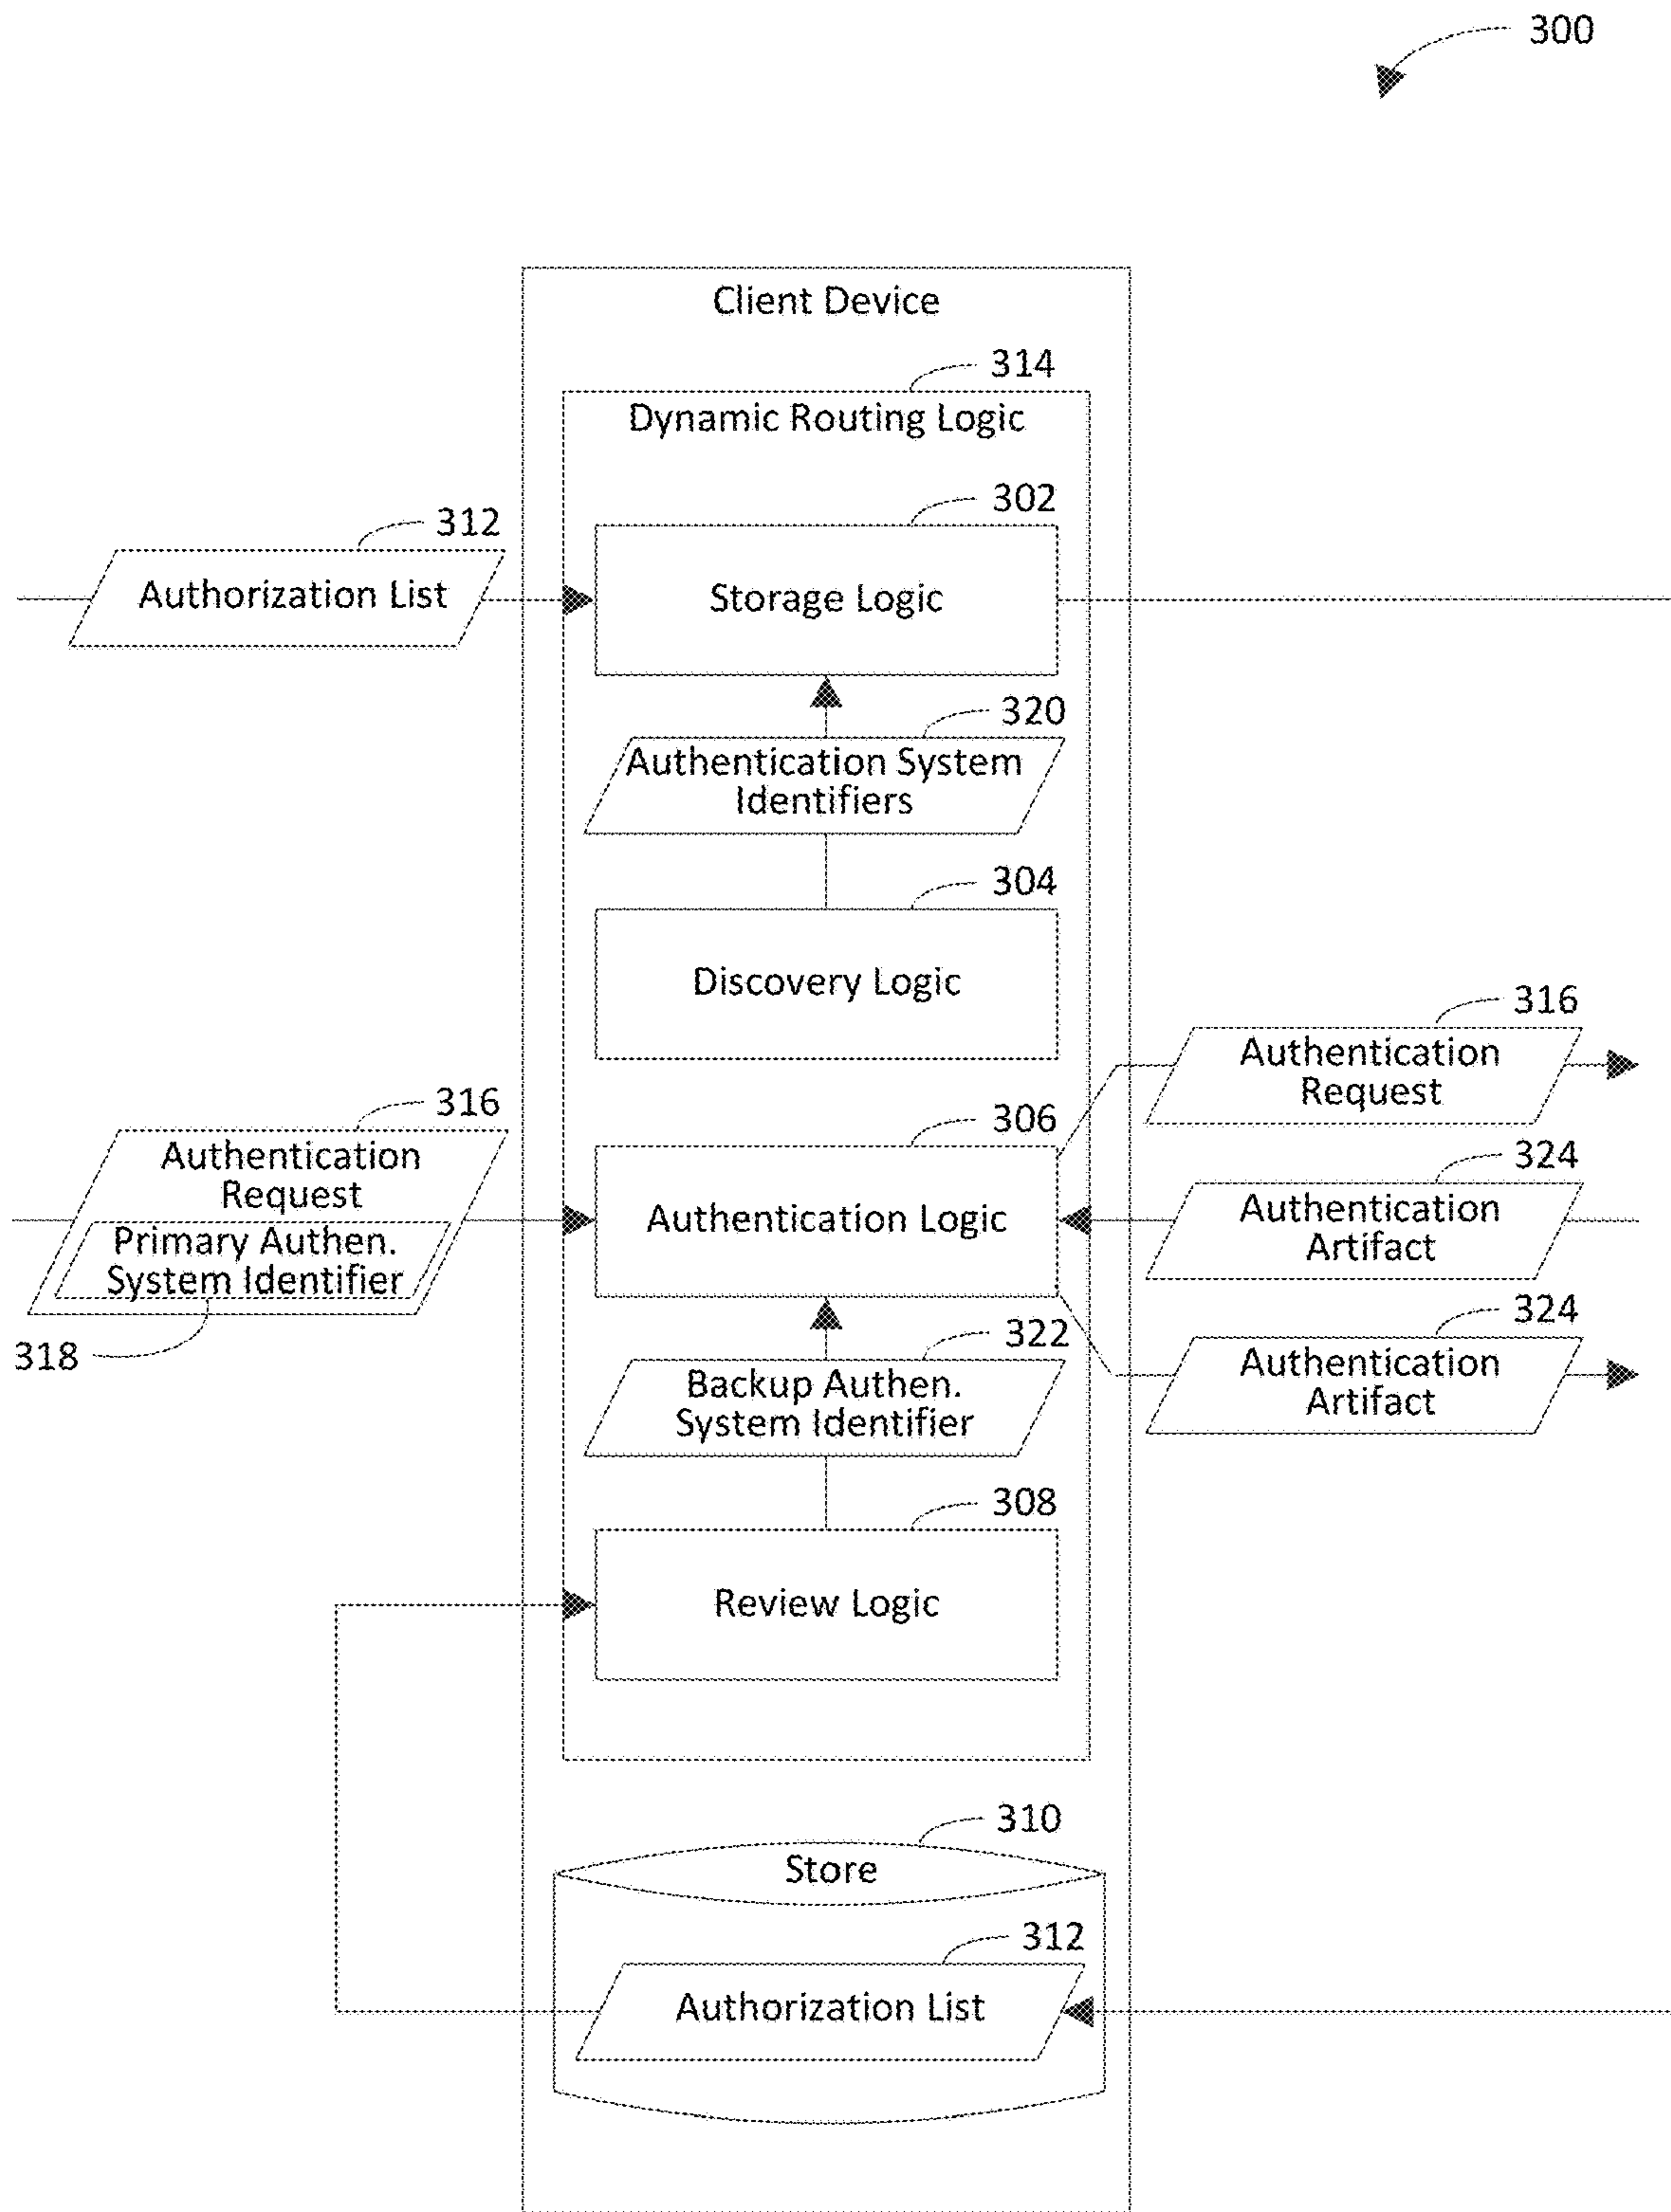 300
Client Device
314
Dynamic Routing Logic
302
312
Authorization List
Storage Logic
320
Authentication System
Identifiers
304
Discovery Logic
316
Authentication
Request
316
Authentication
Request
Primary Authen.
System Identifier
318
306
Authentication Logic
324
Authentication
Artifact
324
Authentication
Artifact
322
Backup Authen.
System Identifier
308
Review Logic
310
Store
312
Authorization List